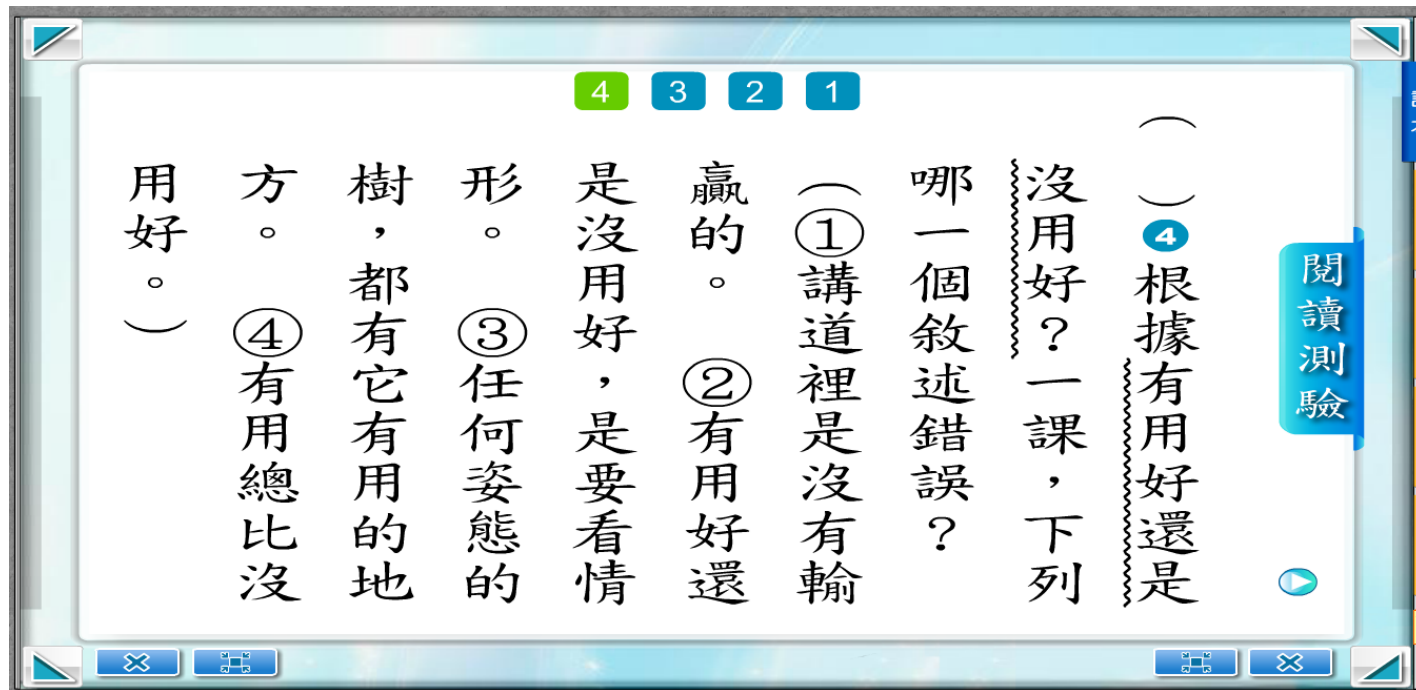 4 3 2 1
閱讀測驗
（　）4根據有用好還是
沒用好？一課，下列
哪一個敘述錯誤？
（①講道裡是沒有輸
贏的。　②有用好還
是沒用好，是要看情
形。　③任何姿態的
樹，都有它有用的地
方。　④有用總比沒
用好。）